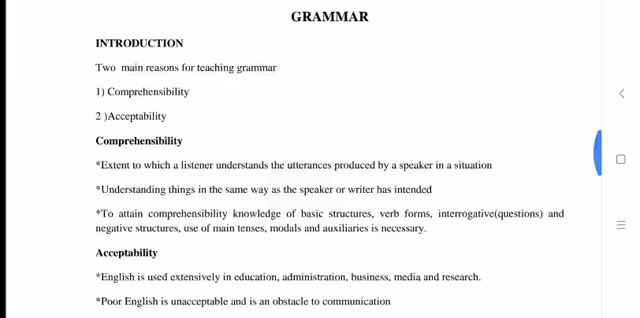 GRAMMAR
INTRODUCTION
Two main reasons for teaching grammar
1) Comprehensibility
2 )Acceptability
Comprehensibility
*Extent to which a listener understands the utterances produced by a speaker in a situation
*Understanding things in the same way as the speaker or writer has intended
*To attain comprehensibility knowledge of basic structures, verb forms, interrogative(questions) and
negative structures, use of main tenses, modals and auxiliaries is necessary.
Acceptability
*English is used extensively in education, administration, business, media and research.
*Poor English is unacceptable and is an obstacle to communication